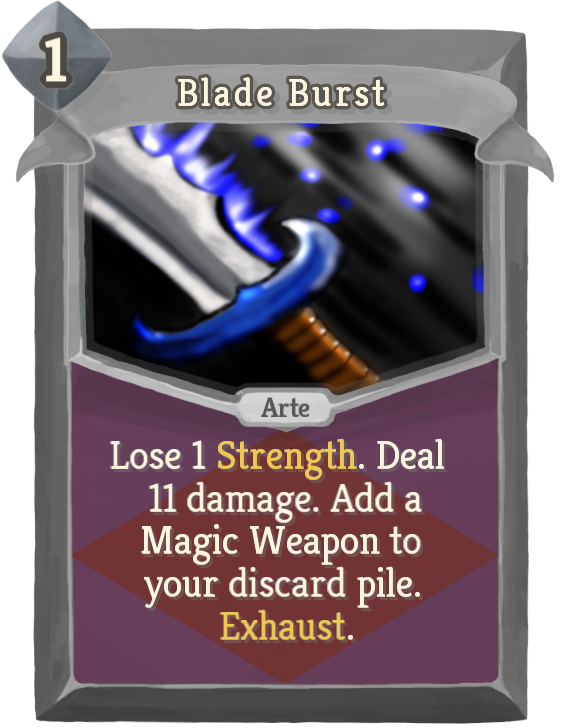 1
Blade Burst
Arte
Lose 1 Strength. Deal
11 damage. Add a
Magic Weapon to
your discard pile.
Exhaust.